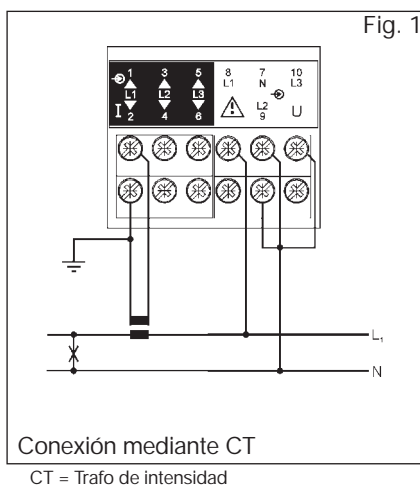 Fig. 1
1 3 5 8 7 10
L1 N L3
L1 L2 L3
I L2 U
2 4 6 9
L1
N
Conexión mediante CT
CT = Trafo de intensidad